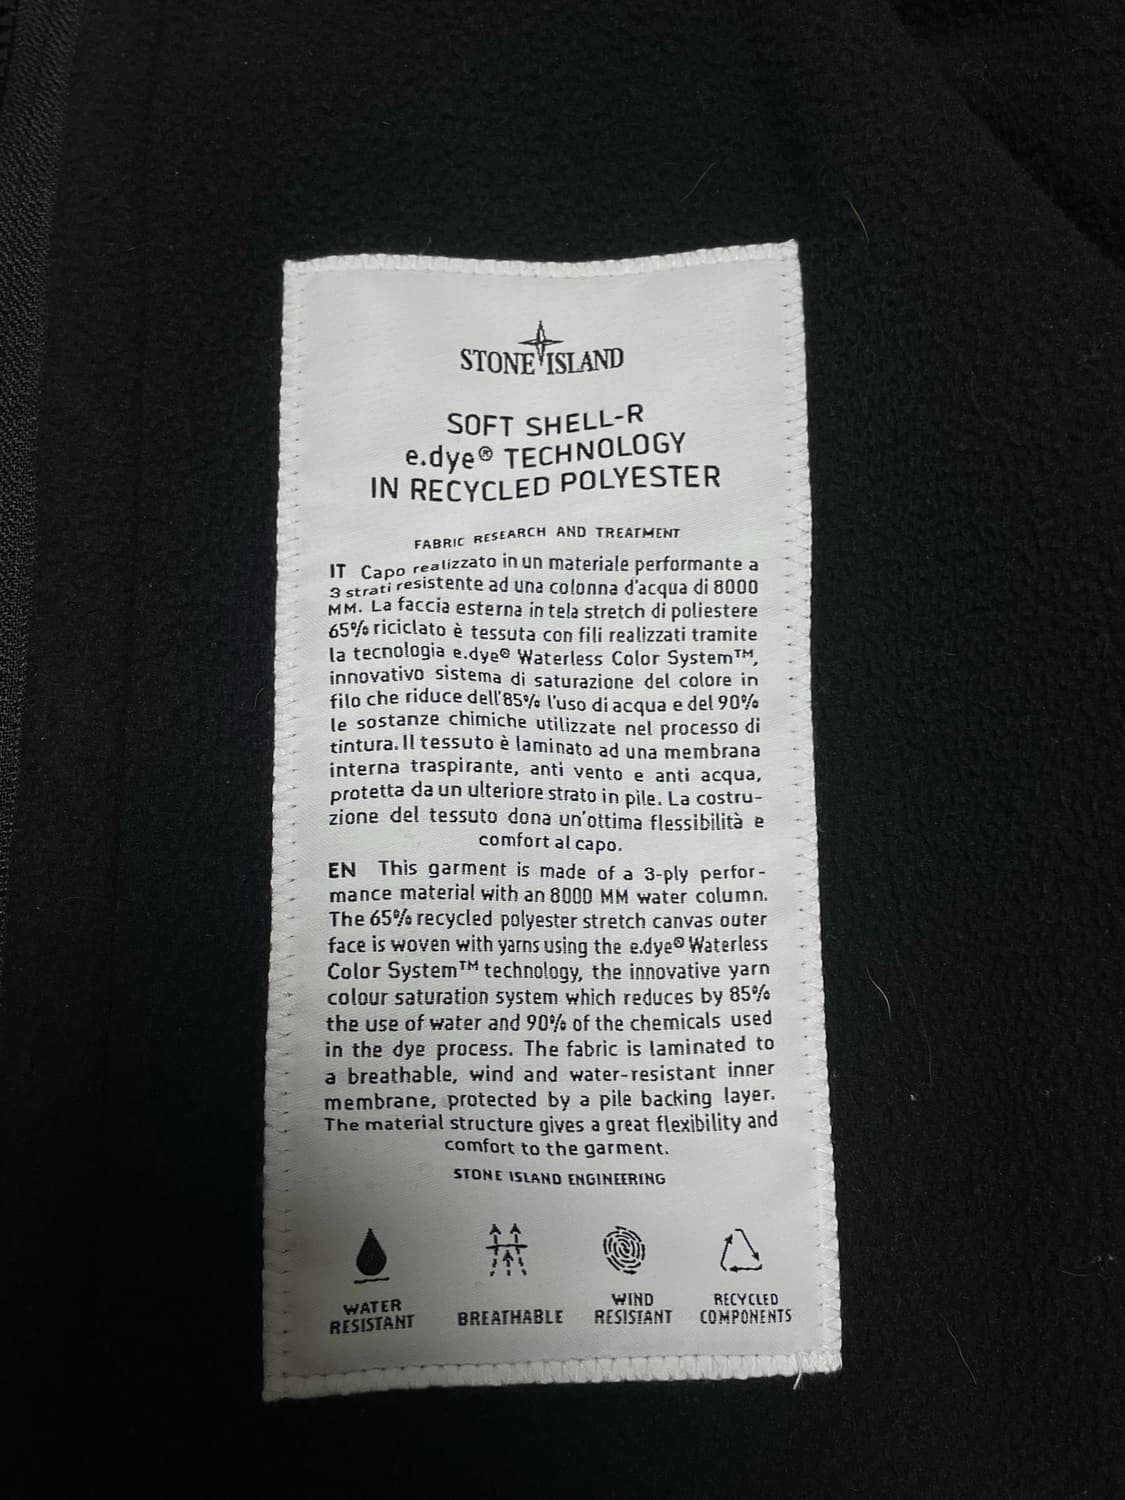 STONE ISLAND
SOFT SHELL-R
e.dye® TECHNOLOGY
IN RECYCLED POLYESTER
FABRIC RESEARCH AND TREATMENT
IT Capo realizzato in un materiale performante a
3 strati resistente ad una colonna d'acqua di 8000
MM. La faccia esterna in tela stretch di poliestere
65% riciclato è tessuta con fili realizzati tramite
la tecnologia e.dye® Waterless Color System™,
innovativo sistema di saturazione del colore in
filo che riduce dell'85% l'uso di acqua e del 90%
le sostanze chimiche utilizzate nel processo di
tintura. Il tessuto è laminato ad una membrana
interna traspirante, anti vento e anti acqua,
protetta da un ulteriore strato in pile. La costru-
zione del tessuto dona un'ottima flessibilità e
comfort al capo.
EN This garment is made of a 3-ply perfor-
mance material with an 8000 MM water column.
The 65% recycled polyester stretch canvas outer
face is woven with yarns using the e.dye® Waterless
Color System™ technology, the innovative yarn
colour saturation system which reduces by 85%
the use of water and 90% of the chemicals used
in the dye process. The fabric is laminated to
a breathable, wind and water-resistant inner
membrane, protected by a pile backing layer.
The material structure gives a great flexibility and
comfort to the garment.
STONE ISLAND ENGINEERING
WATER
RESISTANT
BREATHABLE
WIND
RESISTANT
RECYCLED
COMPONENTS